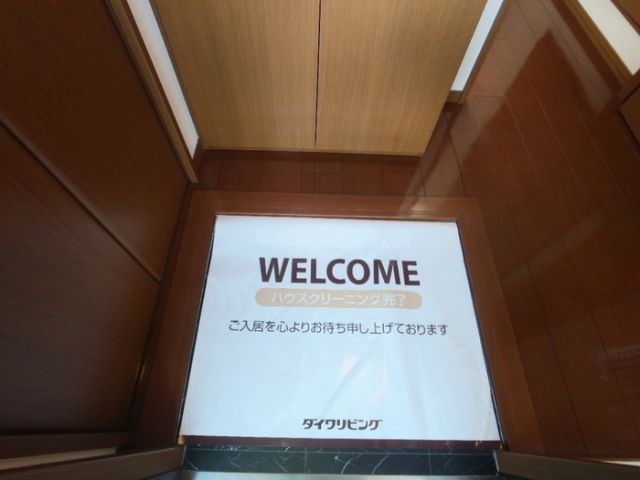 WELCOME
ハウスクリーニング完了
ご入居を心よりお待ち申し上げております
ダイワリビング